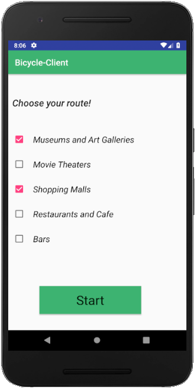 8:06
Bicycle-Client
Choose your route!
Museums and Art Galleries
Movie Theaters
Shopping Malls
Restaurants and Cafe
Bars
Start